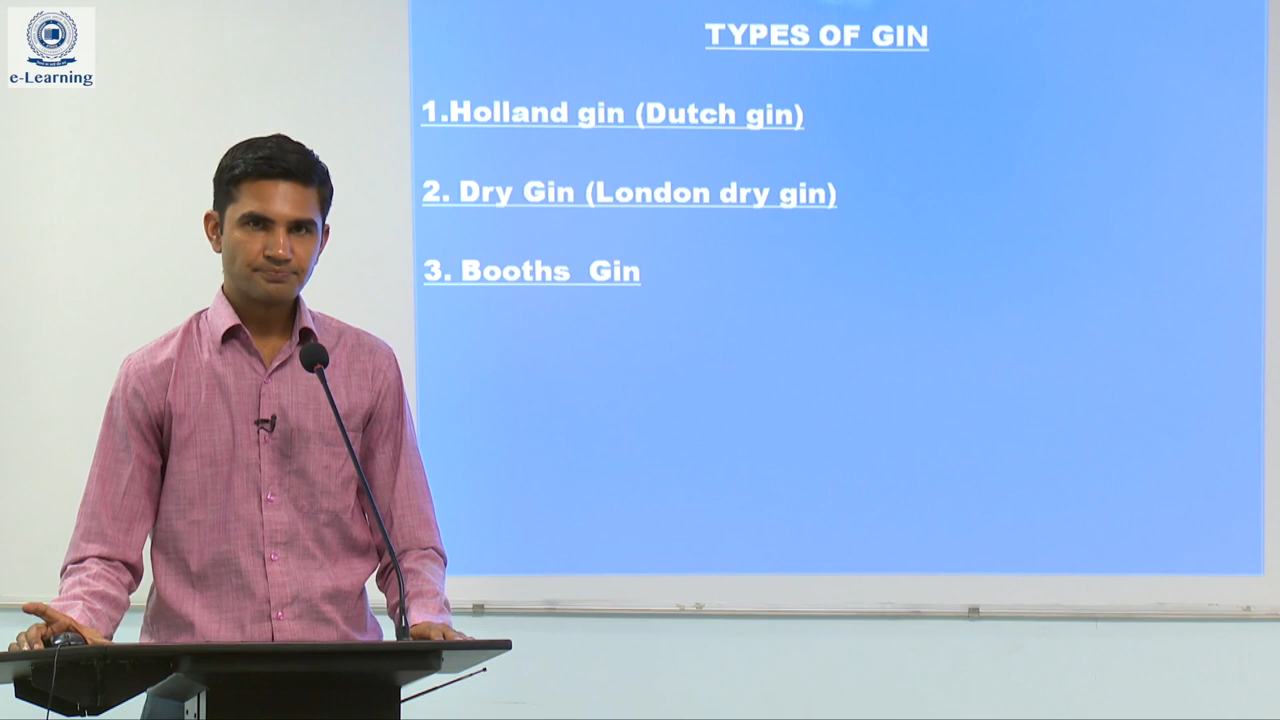 e-Learning
TYPES OF GIN
1.Holland gin (Dutch gin)
2. Dry Gin (London dry gin)
3. Booths  Gin